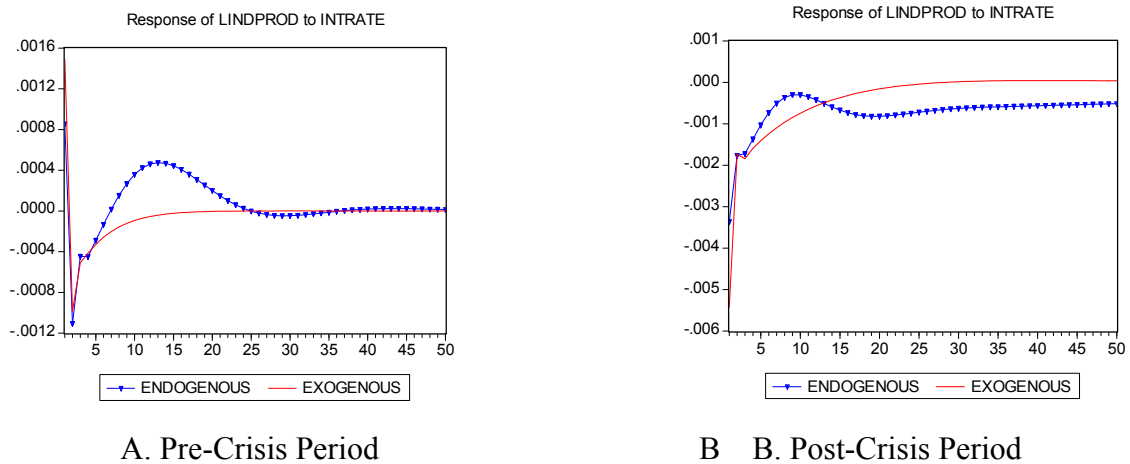 Response of LINDPROD to INTRATE
.0016
.0012
.0008
.0004
.0000
-.0004
-.0008
-.0012
5 10 15 20 25 30 35 40 45 50
ENDOGENOUS EXOGENOUS
A. Pre-Crisis Period
Response of LINDPROD to INTRATE
.001
.000
-.001
-.002
-.003
-.004
-.005
-.006
5 10 15 20 25 30 35 40 45 50
ENDOGENOUS EXOGENOUS
B B. Post-Crisis Period